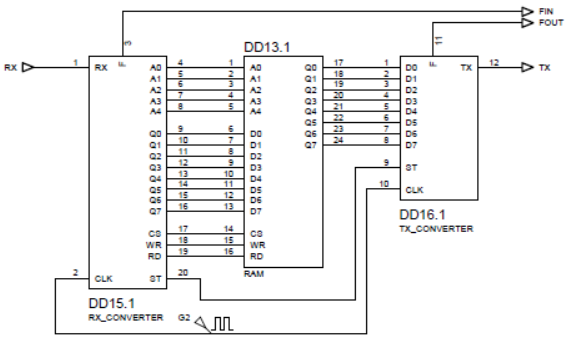 FIN
FOUT
3
11
DD13.1
RX 1 RX F A0 4 1 A0 Q0 17 1 D0 F TX 12 TX
A1 5 2 A1 Q1 18 2 D1
A2 6 3 A2 Q2 19 3 D2
A3 7 4 A3 Q3 20 4 D3
A4 8 5 A4 Q4 21 5 D4
Q5 22 6 D5
Q0 9 6 D0 Q6 23 7 D6
Q1 10 7 D1 Q7 24 8 D7
Q2 11 8 D2
Q3 12 9 D3 9 ST
Q4 13 10 D4
Q5 14 11 D5 10 CLK
Q6 15 12 D6
Q7 16 13 D7
DD16.1
TX_CONVERTER
CS 17 14 CS
WR 18 15 WR
RD 19 16 RD
RAM
2 CLK ST 20
DD15.1
RX_CONVERTER
G2